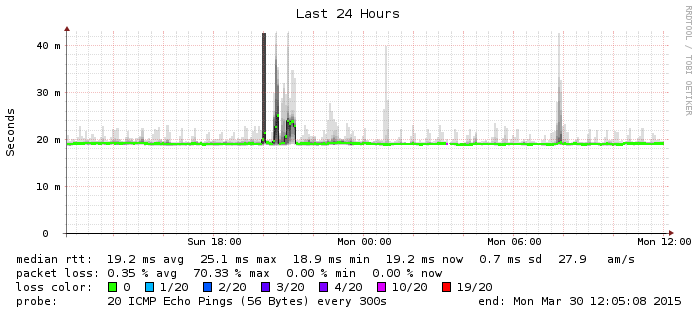 Last 24 Hours
RRDTOOL / TOBI OETIKER
Seconds
40 m
30 m
20 m
10 m
0
Sun 18:00 Mon 00:00 Mon 06:00 Mon 12:00
median rtt: 19.2 ms avg 25.1 ms max 18.9 ms min 19.2 ms now 0.7 ms sd 27.9 am/s
packet loss: 0.35 % avg 70.33 % max 0.00 % min 0.00 % now
loss color: 0 1/20 2/20 3/20 4/20 10/20 19/20
probe: 20 ICMP Echo Pings (56 Bytes) every 300s end: Mon Mar 30 12:05:08 2015